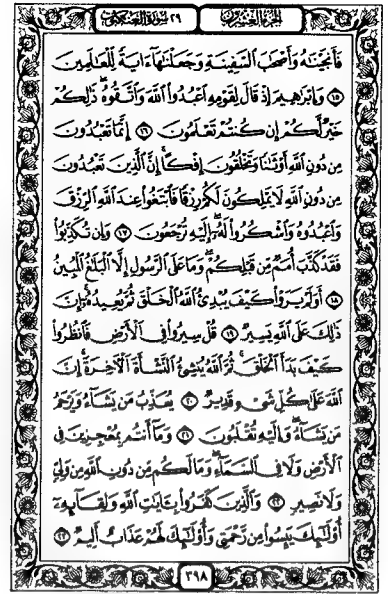 الجزء العشرون ٢٩ سورة العنكبوت
فَأَنجَيْنَٰهُ وَأَصْحَٰبَ ٱلسَّفِينَةِ وَجَعَلْنَٰهَآ ءَايَةً لِّلْعَٰلَمِينَ
١٥ وَإِبْرَٰهِيمَ إِذْ قَالَ لِقَوْمِهِ ٱعْبُدُوا۟ ٱللَّهَ وَٱتَّقُوهُ ۖ ذَٰلِكُمْ
خَيْرٌ لَّكُمْ إِن كُنتُمْ تَعْلَمُونَ ١٦ إِنَّمَا تَعْبُدُونَ
مِن دُونِ ٱللَّهِ أَوْثَٰنًا وَتَخْلُقُونَ إِفْكًا ۚ إِنَّ ٱلَّذِينَ تَعْبُدُونَ
مِن دُونِ ٱللَّهِ لَا يَمْلِكُونَ لَكُمْ رِزْقًا فَٱبْتَغُوا۟ عِندَ ٱللَّهِ ٱلرِّزْقَ
وَٱعْبُدُوهُ وَٱشْكُرُوا۟ لَهُۥٓ ۖ إِلَيْهِ تُرْجَعُونَ ١٧ وَإِن تُكَذِّبُوا۟
فَقَدْ كَذَّبَ أُمَمٌ مِّن قَبْلِكُمْ ۖ وَمَا عَلَى ٱلرَّسُولِ إِلَّا ٱلْبَلَٰغُ ٱلْمُبِينُ
١٨ أَوَلَمْ يَرَوْا۟ كَيْفَ يُبْدِئُ ٱللَّهُ ٱلْخَلْقَ ثُمَّ يُعِيدُهُۥٓ ۚ إِنَّ
ذَٰلِكَ عَلَى ٱللَّهِ يَسِيرٌ ١٩ قُلْ سِيرُوا۟ فِى ٱلْأَرْضِ فَٱنظُرُوا۟
كَيْفَ بَدَأَ ٱلْخَلْقَ ۚ ثُمَّ ٱللَّهُ يُنشِئُ ٱلنَّشْأَةَ ٱلْءَاخِرَةَ ۚ إِنَّ
ٱللَّهَ عَلَىٰ كُلِّ شَىْءٍ قَدِيرٌ ٢٠ يُعَذِّبُ مَن يَشَآءُ وَيَرْحَمُ
مَن يَشَآءُ ۖ وَإِلَيْهِ تُقْلَبُونَ ٢١ وَمَآ أَنتُم بِمُعْجِزِينَ فِى
ٱلْأَرْضِ وَلَا فِى ٱلسَّمَآءِ ۖ وَمَا لَكُم مِّن دُونِ ٱللَّهِ مِن وَلِىٍّ
وَلَا نَصِيرٍ ٢٢ وَٱلَّذِينَ كَفَرُوا۟ بِـَٔايَٰتِ ٱللَّهِ وَلِقَآئِهِۦٓ
أُو۟لَٰٓئِكَ يَئِسُوا۟ مِن رَّحْمَتِى وَأُو۟لَٰٓئِكَ لَهُمْ عَذَابٌ أَلِيمٌ ٢٣
٣٩٨